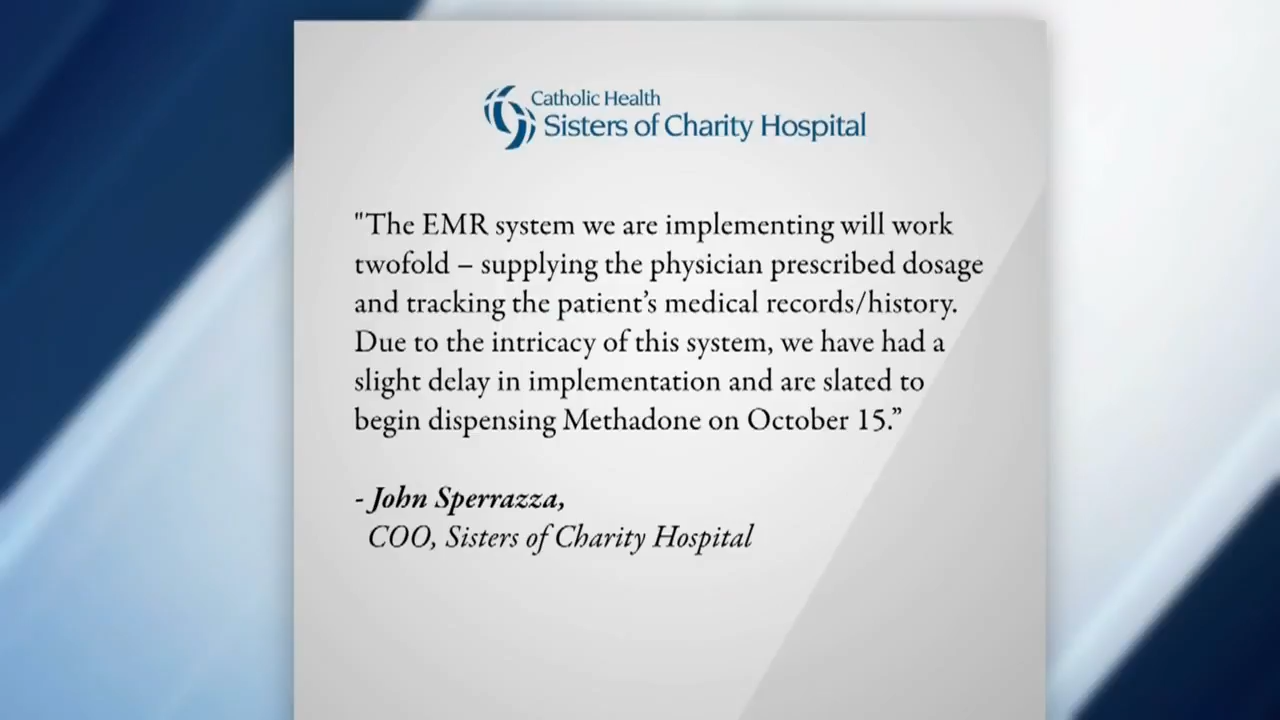 Catholic Health
Sisters of Charity Hospital
"The EMR system we are implementing will work
twofold – supplying the physician prescribed dosage
and tracking the patient’s medical records/history.
Due to the intricacy of this system, we have had a
slight delay in implementation and are slated to
begin dispensing Methadone on October 15.”
- John Sperrazza,
COO, Sisters of Charity Hospital